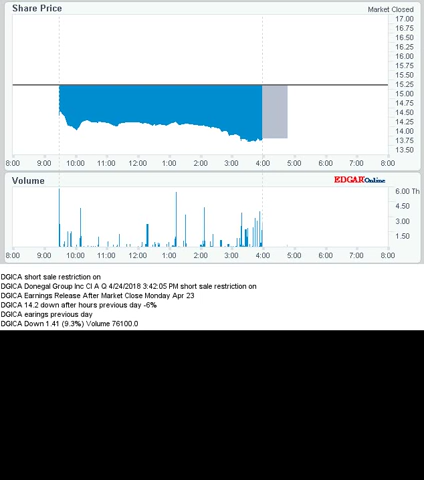 Share Price Market Closed
17.00
16.75
16.50
16.25
16.00
15.75
15.50
15.25
15.00
14.75
14.50
14.25
14.00
13.75
13.50
8:00 9:00 10:00 11:00 12:00 1:00 2:00 3:00 4:00 5:00 6:00 7:00 8:00
Volume EDGAROnline
6.00 Th
4.50
3.00
1.50
8:00 9:00 10:00 11:00 12:00 1:00 2:00 3:00 4:00 5:00 6:00 7:00 8:00
DGICA short sale restriction on
DGICA Donegal Group Inc Cl A Q 4/24/2018 3:42:05 PM short sale restriction on
DGICA Earnings Release After Market Close Monday Apr 23
DGICA 14.2 down after hours previous day -6%
DGICA earings previous day
DGICA Down 1.41 (9.3%) Volume 76100.0